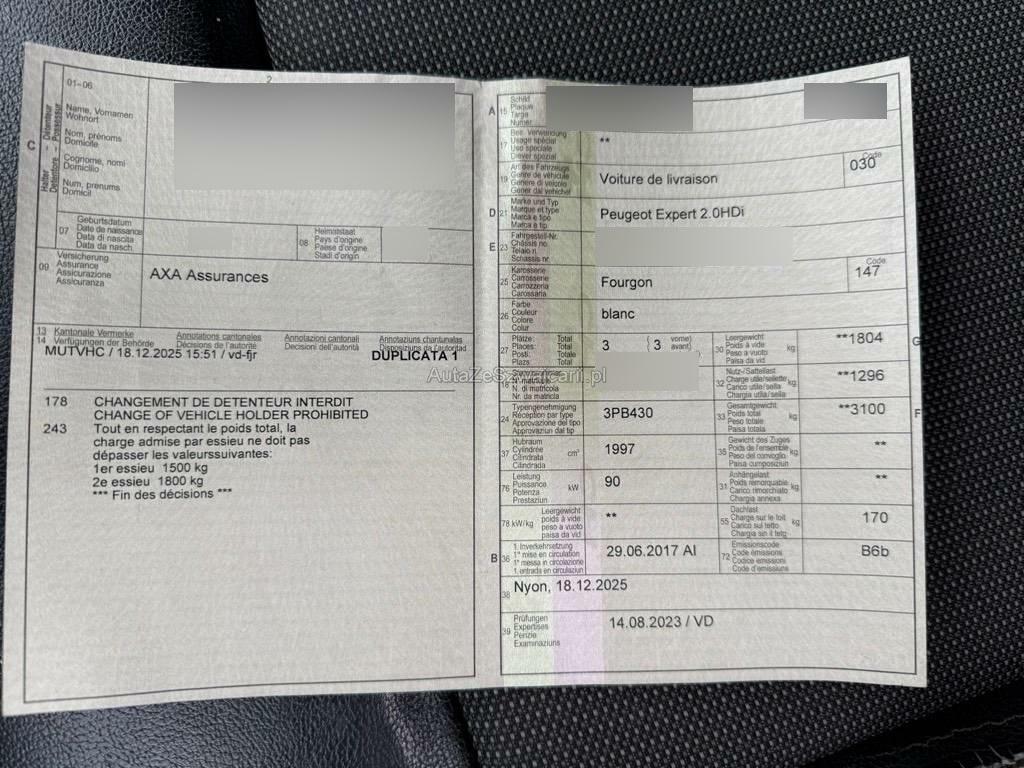 2
01-06
C
Halter Détenteur
Detentore Possessur
Name, Vornamen
Wohnort
Nom, prénoms
Domicile
Cognome, nomi
Domicilio
Num, prenums
Domicil
07
Geburtsdatum
Date de naissance
Data di nascita
Data da nasch.
08
Heimatstaat
Pays d'origine
Paese d'origine
Stadi d'origin
09
Versicherung
Assurance
Assicurazione
Assicuranza
AXA Assurances
13 Kantonale Vermerke Annotations cantonales Annotazioni cantonali Annotaziuns chantunalas
14 Verfügungen der Behörde Décisions de l'autorité Decisioni dell'autorità Disposiziuns da l'autoritad
MUTVHC / 18.12.2025 15:51 / vd-fjr DUPLICATA 1
178 CHANGEMENT DE DETENTEUR INTERDIT
CHANGE OF VEHICLE HOLDER PROHIBITED
243 Tout en respectant le poids total, la
charge admise par essieu ne doit pas
dépasser les valeurssuivantes:
1er essieu 1500 kg
2e essieu 1800 kg
*** Fin des décisions ***
A 15
Schild
Plaque
Targa
Numer
17
Bes. Verwendung
Usage spécial
Uso speciale
Diever spezial
**
19
Art des Fahrzeugs
Genre de véhicule
Genere di veicolo
Gener dal vehichel
Voiture de livraison
Code
030
D 21
Marke und Typ
Marque et type
Marca e tipo
Marca e tip
Peugeot Expert 2.0HDi
E 23
Fahrgestell-Nr.
Châssis no.
Telaio n.
Schassis nr.
25
Karosserie
Carrosserie
Carrozzeria
Carossaria
Fourgon
Code
147
26
Farbe
Couleur
Colore
Colur
blanc
27
Plätze: Total
Places: Total
Posti: Totale
Plazs: Total
3 ( 3 vorne)
avant)
30
Leergewicht
Poids à vide
Peso a vuoto
Paisa da vid
kg
**1804
G
18
N° matricule
N. di matricola
Nr. da matricla
32
Nutz-/Sattellast
Charge utile/sellette
Carico utile/sella
Chargia utila/sella
kg
**1296
24
Typengenehmigung
Réception par type
Approvazione del tipo
Approvaziun dal tip
3PB430
33
Gesamtgewicht
Poids total
Peso totale
Paisa totala
kg
**3100
F
37
Hubraum
Cylindrée
Cilindrata
Cilindrada
cm³
1997
35
Gewicht des Zuges
Poids de l'ensemble
Peso del convoglio
Paisa cumposiziun
kg
**
76
Leistung
Puissance
Potenza
Prestaziun
kW
90
31
Anhängelast
Poids remorquable
Carico rimorchiato
Chargia annexa
kg
**
78 kW/kg
Leergewicht
poids à vide
peso a vuoto
paisa da vid
**
55
Dachlast
Charge sur le toit
Carico sul tetto
Chargia sin il tetg
kg
170
B 36
1. Inverkehrsetzung
1re mise en circulation
1a messa in circolazione
1. entrada en circulaziun
29.06.2017 AI
72
Emissionscode
Code émissions
Codice emissioni
Code d'emissiuns
B6b
38
Nyon, 18.12.2025
39
Prüfungen
Expertises
Perizie
Examinaziuns
14.08.2023 / VD
AutaZeSzwajcarii.pl